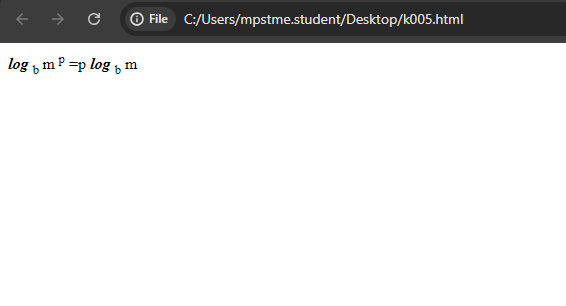 File C:/Users/mpstme.student/Desktop/k005.html
log b m p =p log b m